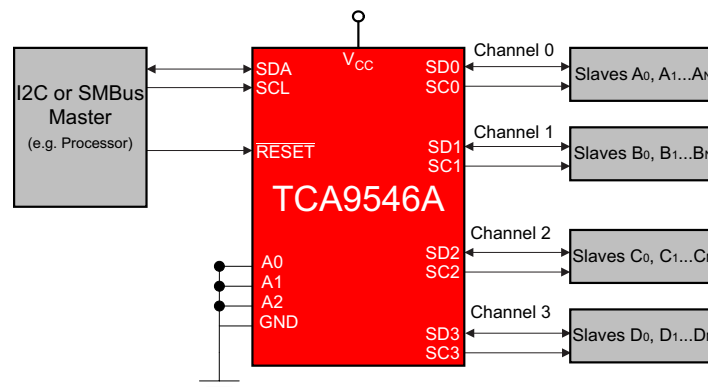 I2C or SMBus
Master
(e.g. Processor)
VCC
SDA
SCL
RESET
TCA9546A
A0
A1
A2
GND
SD0
SC0
SD1
SC1
SD2
SC2
SD3
SC3
Channel 0
Slaves A0, A1...AN
Channel 1
Slaves B0, B1...BN
Channel 2
Slaves C0, C1...C
Channel 3
Slaves D0, D1...D